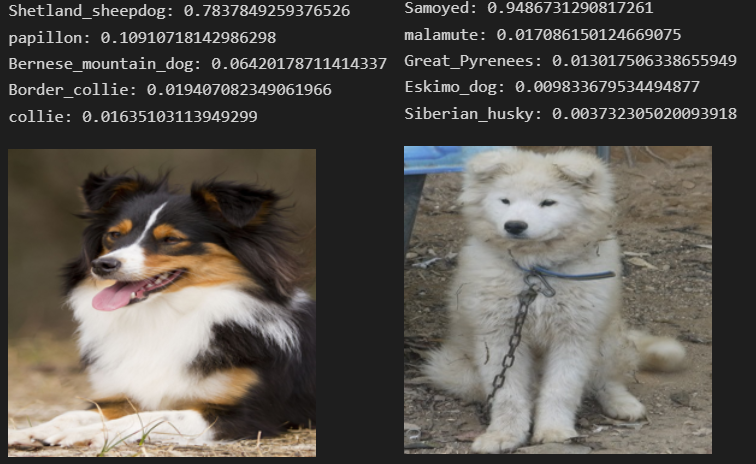 Shetland_sheepdog: 0.7837849259376526
papillon: 0.10910718142986298
Bernese_mountain_dog: 0.06420178711414337
Border_collie: 0.019407082349061966
collie: 0.01635103113949299
Samoyed: 0.9486731290817261
malamute: 0.017086150124669075
Great_Pyrenees: 0.013017506338655949
Eskimo_dog: 0.009833679534494877
Siberian_husky: 0.003732305020093918